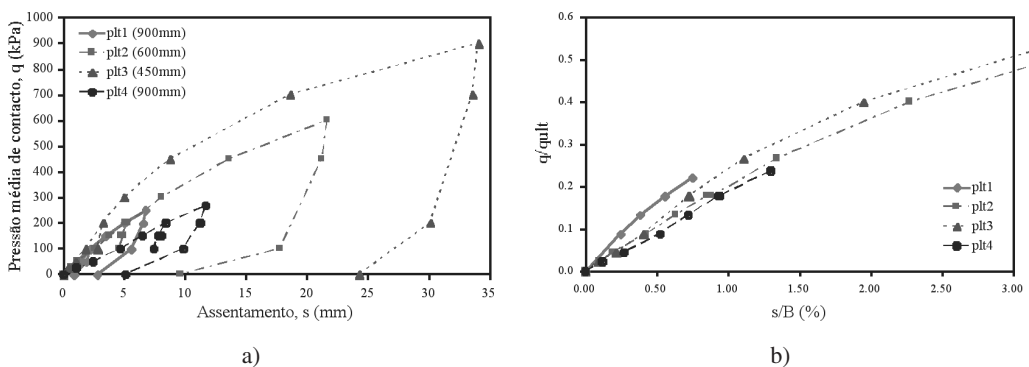 Pressão média de contacto, q (kPa)
1000
900
800
700
600
500
400
300
200
100
0
plt1 (900mm)
plt2 (600mm)
plt3 (450mm)
plt4 (900mm)
0 5 10 15 20 25 30 35
Assentamento, s (mm)
a)
q/qult
0.6
0.5
0.4
0.3
0.2
0.1
0.0
plt1
plt2
plt3
plt4
0.00 0.50 1.00 1.50 2.00 2.50 3.00
s/B (%)
b)